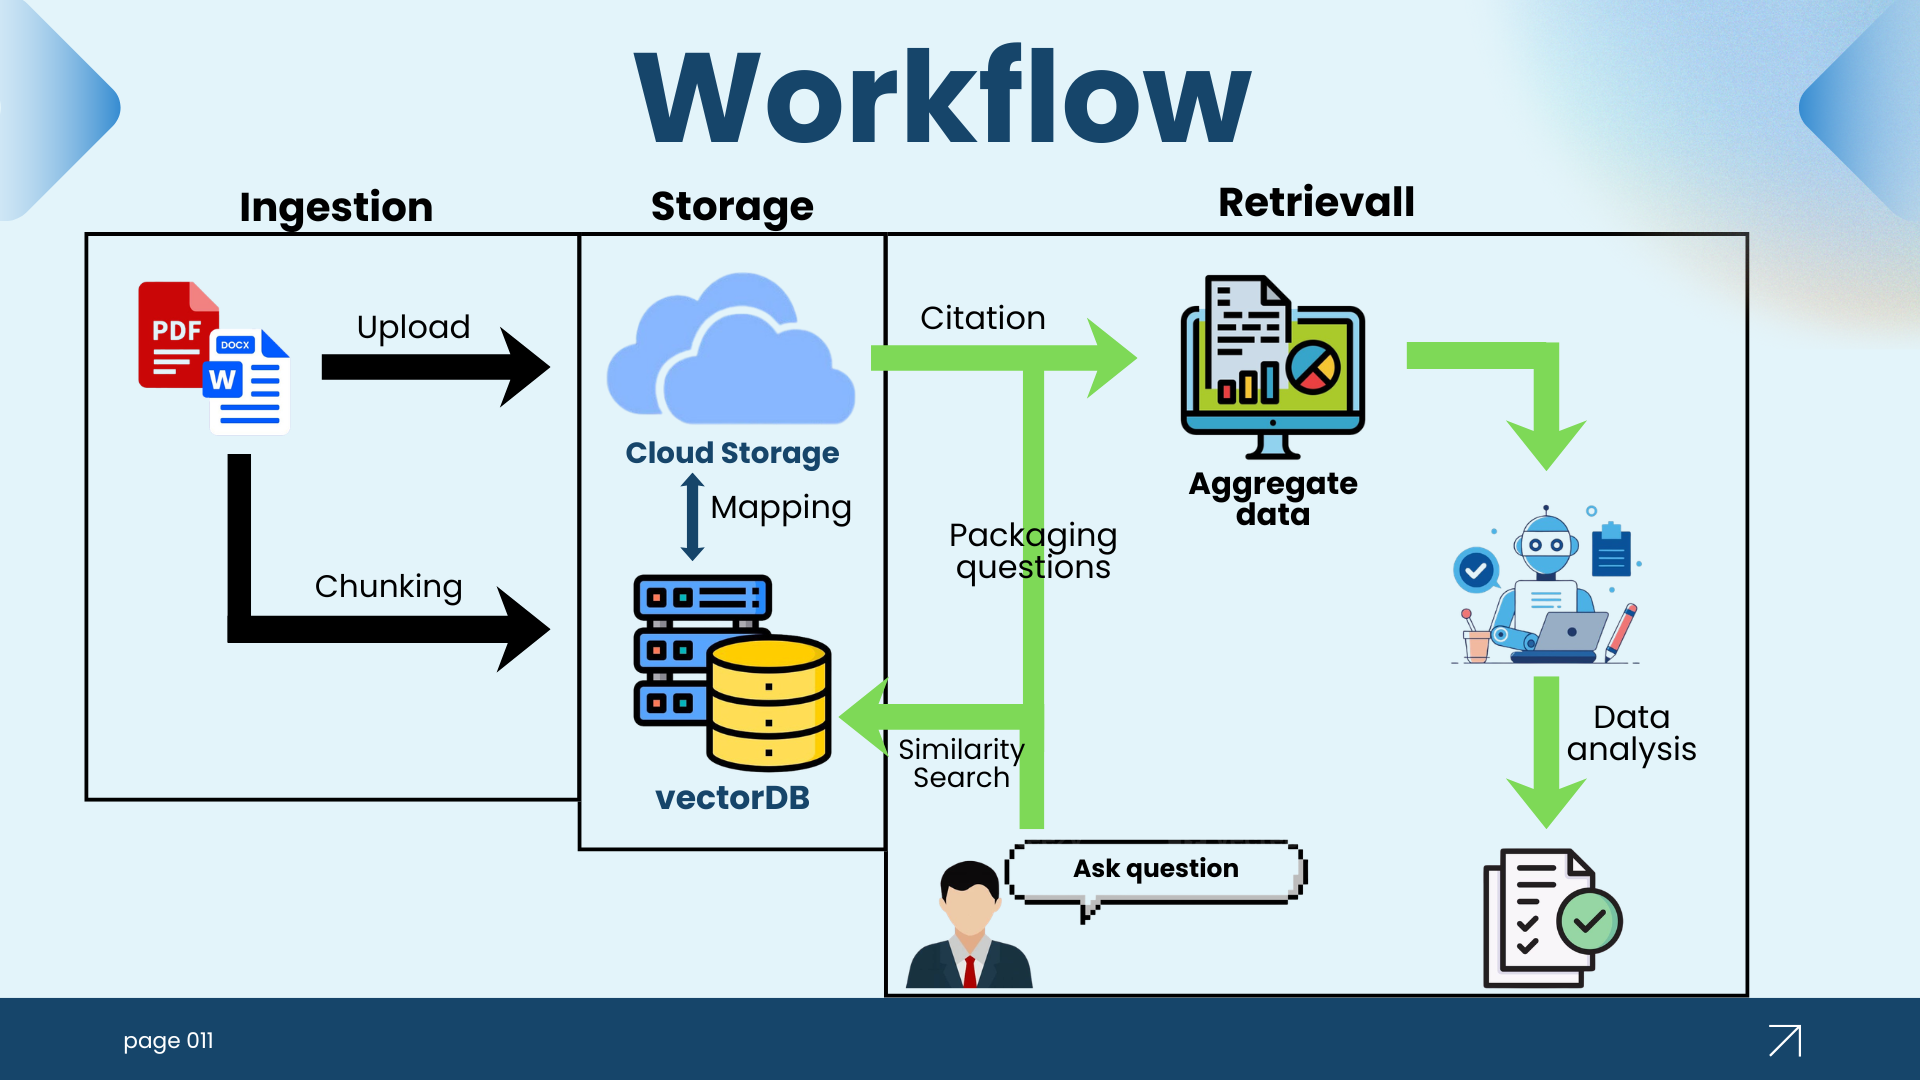 Workflow
Ingestion
Storage
Retrievall
PDF
DOCX
W
Upload
Chunking
Cloud Storage
Mapping
vectorDB
Citation
Packaging
questions
Similarity
Search
Aggregate
data
Data
analysis
Ask question
page 011